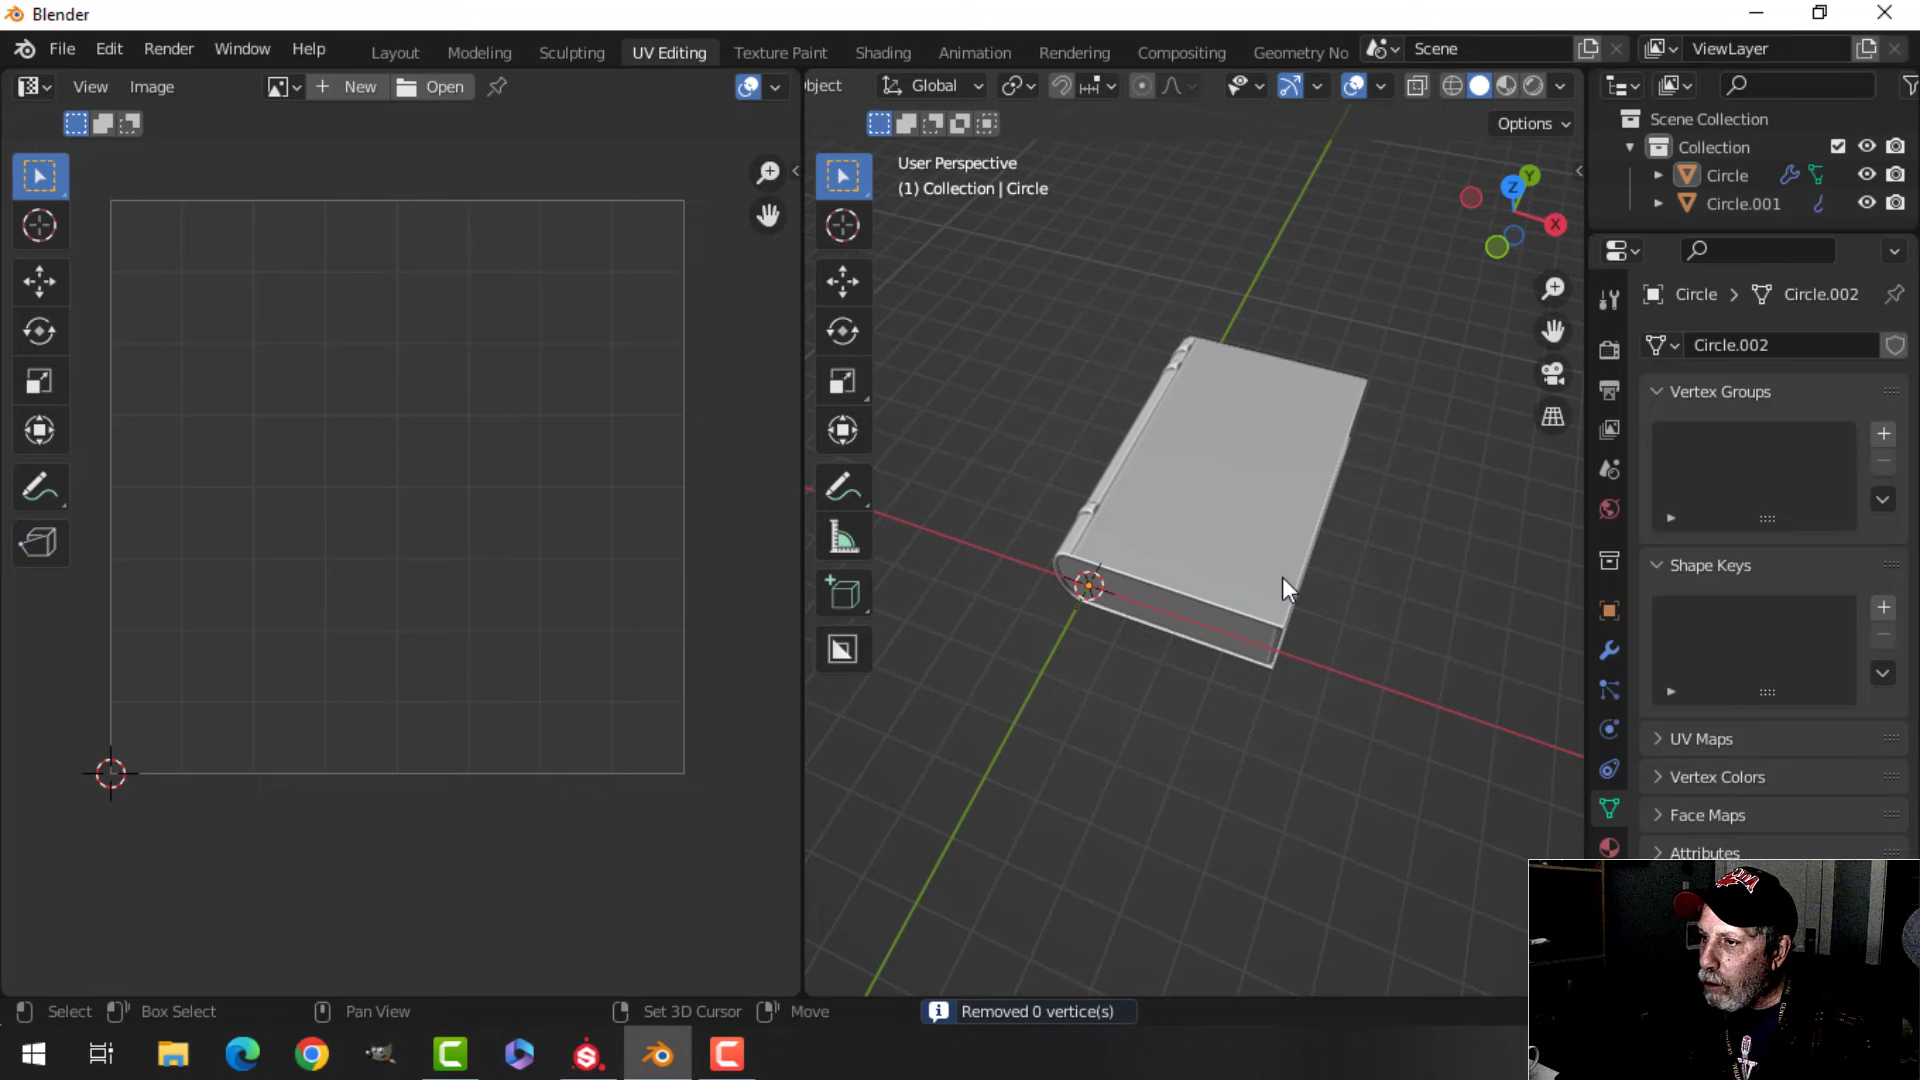 Blender
File Edit Render Window Help Layout Modeling Sculpting UV Editing Texture Paint Shading Animation Rendering Compositing Geometry No Scene ViewLayer
View Image New Open bject Global
Options
User Perspective
(1) Collection | Circle
Z Y X
Scene Collection
Collection
Circle
Circle.001
Circle Circle.002
Circle.002
Vertex Groups
Shape Keys
UV Maps
Vertex Colors
Face Maps
Attributes
Select Box Select Pan View Set 3D Cursor Move Removed 0 vertice(s)